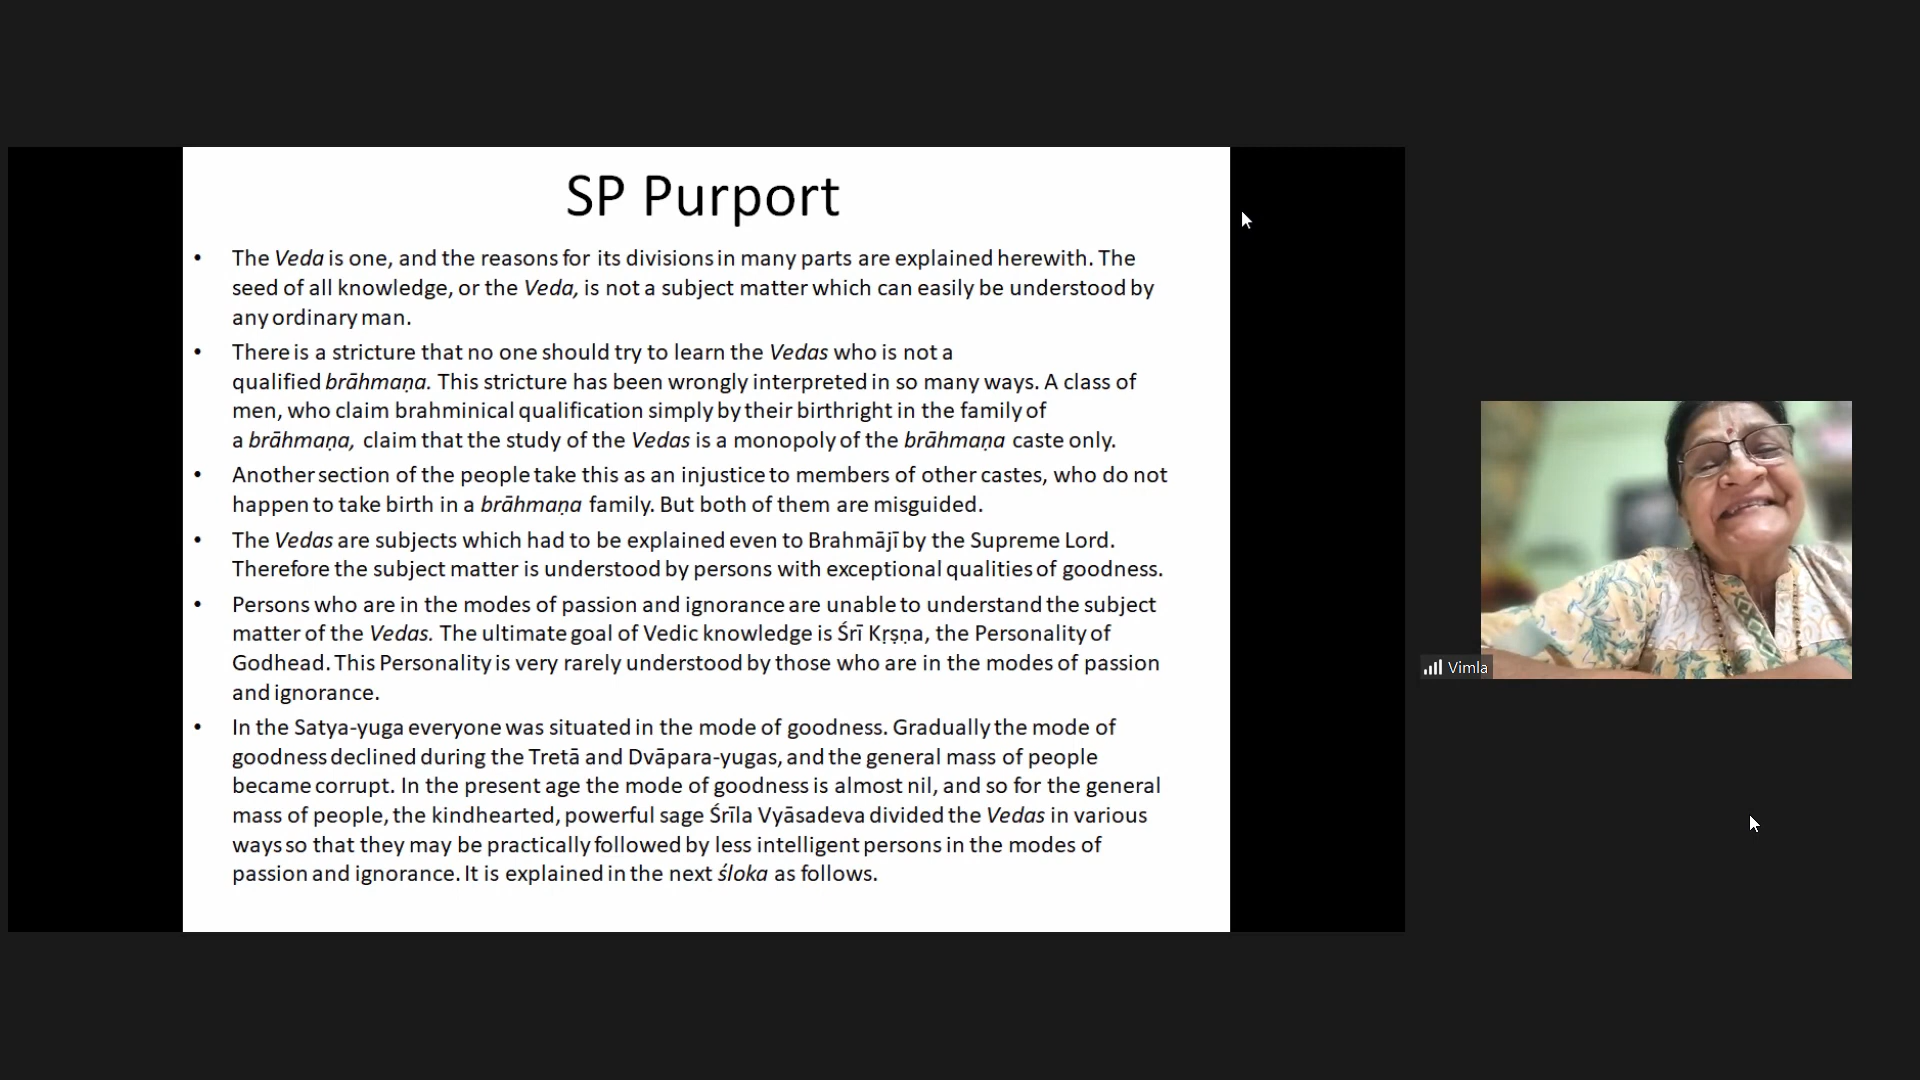 SP Purport
• The Veda is one, and the reasons for its divisions in many parts are explained herewith. The
seed of all knowledge, or the Veda, is not a subject matter which can easily be understood by
any ordinary man.
• There is a stricture that no one should try to learn the Vedas who is not a
qualified brāhmaṇa. This stricture has been wrongly interpreted in so many ways. A class of
men, who claim brahminical qualification simply by their birthright in the family of
a brāhmaṇa, claim that the study of the Vedas is a monopoly of the brāhmaṇa caste only.
• Another section of the people take this as an injustice to members of other castes, who do not
happen to take birth in a brāhmaṇa family. But both of them are misguided.
• The Vedas are subjects which had to be explained even to Brahmājī by the Supreme Lord.
Therefore the subject matter is understood by persons with exceptional qualities of goodness.
• Persons who are in the modes of passion and ignorance are unable to understand the subject
matter of the Vedas. The ultimate goal of Vedic knowledge is Śrī Kṛṣṇa, the Personality of
Godhead. This Personality is very rarely understood by those who are in the modes of passion
and ignorance.
• In the Satya-yuga everyone was situated in the mode of goodness. Gradually the mode of
goodness declined during the Tretā and Dvāpara-yugas, and the general mass of people
became corrupt. In the present age the mode of goodness is almost nil, and so for the general
mass of people, the kindhearted, powerful sage Śrīla Vyāsadeva divided the Vedas in various
ways so that they may be practically followed by less intelligent persons in the modes of
passion and ignorance. It is explained in the next śloka as follows.
Vimla